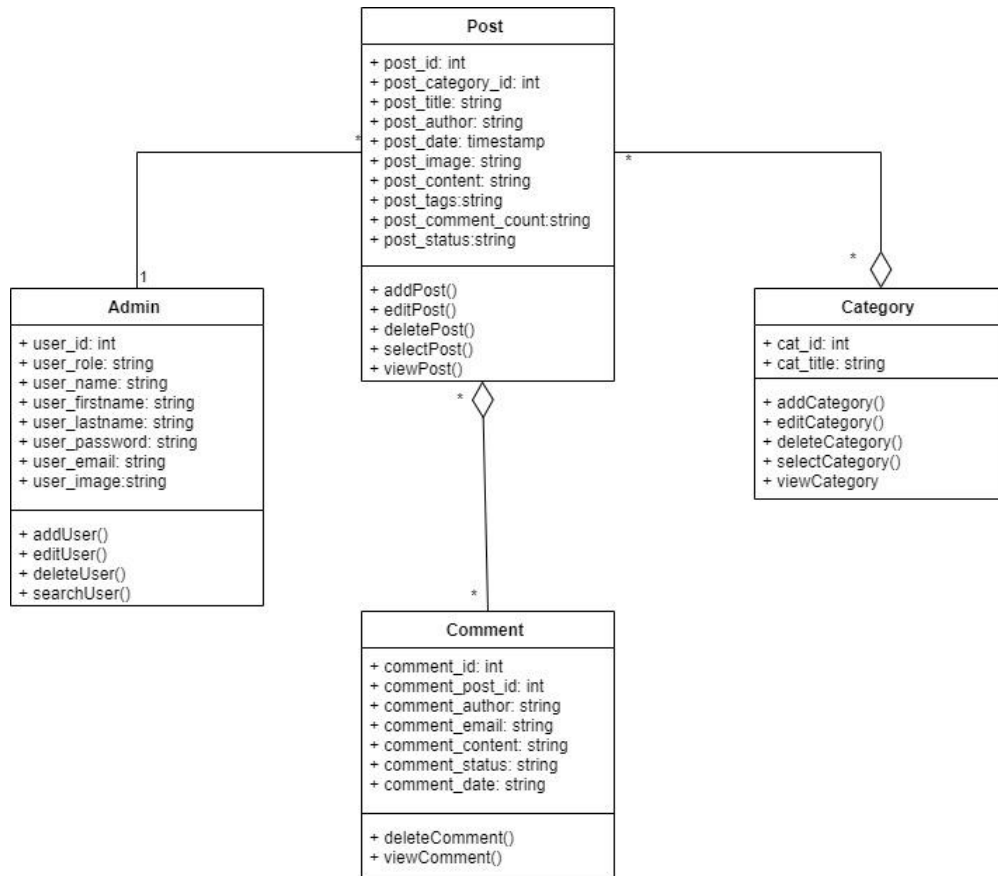 Post
+ post_id: int
+ post_category_id: int
+ post_title: string
+ post_author: string
+ post_date: timestamp
+ post_image: string
+ post_content: string
+ post_tags:string
+ post_comment_count:string
+ post_status:string
+ addPost()
+ editPost()
+ deletePost()
+ selectPost()
+ viewPost()
*
*
1
*
Admin
+ user_id: int
+ user_role: string
+ user_name: string
+ user_firstname: string
+ user_lastname: string
+ user_password: string
+ user_email: string
+ user_image:string
+ addUser()
+ editUser()
+ deleteUser()
+ searchUser()
Category
+ cat_id: int
+ cat_title: string
+ addCategory()
+ editCategory()
+ deleteCategory()
+ selectCategory()
+ viewCategory
*
*
Comment
+ comment_id: int
+ comment_post_id: int
+ comment_author: string
+ comment_email: string
+ comment_content: string
+ comment_status: string
+ comment_date: string
+ deleteComment()
+ viewComment()